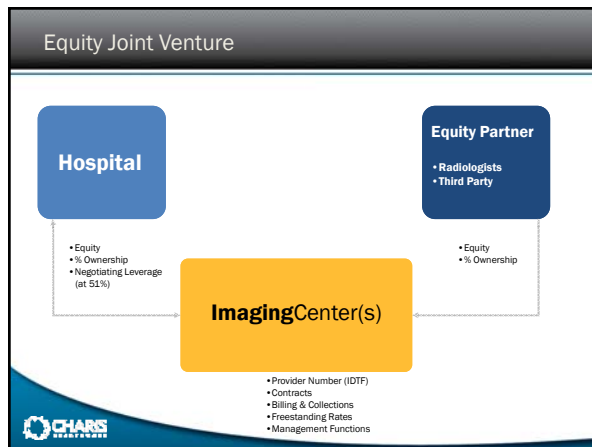 Equity Joint Venture
Hospital
Equity Partner
•Radiologists
•Third Party
•Equity
•% Ownership
•Negotiating Leverage
(at 51%)
•Equity
•% Ownership
ImagingCenter(s)
•Provider Number (IDTF)
•Contracts
•Billing & Collections
•Freestanding Rates
•Management Functions
CHARIS
HEALTHCARE